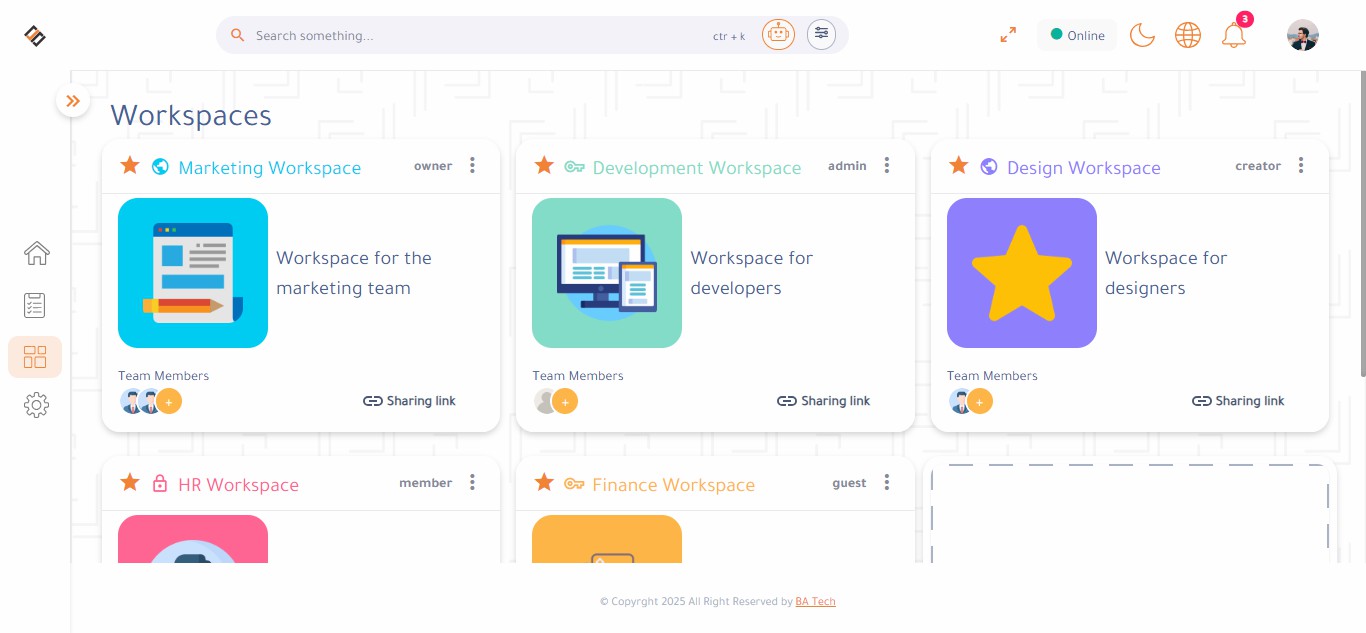 Search something...
ctr + k
Online
3
Workspaces
Marketing Workspace
owner
Development Workspace
admin
Design Workspace
creator
Workspace for the
marketing team
Workspace for
developers
Workspace for
designers
Team Members
+
Sharing link
Team Members
+
Sharing link
Team Members
+
Sharing link
HR Workspace
member
Finance Workspace
guest
© Copyrght 2025 All Right Reserved by BA Tech